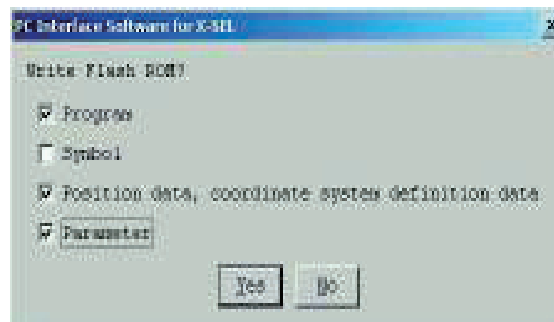 PC Interface Software for X-SEL
Write Flash ROM?
Program
Symbol
Position data, coordinate system definition data
Parameter
Yes No